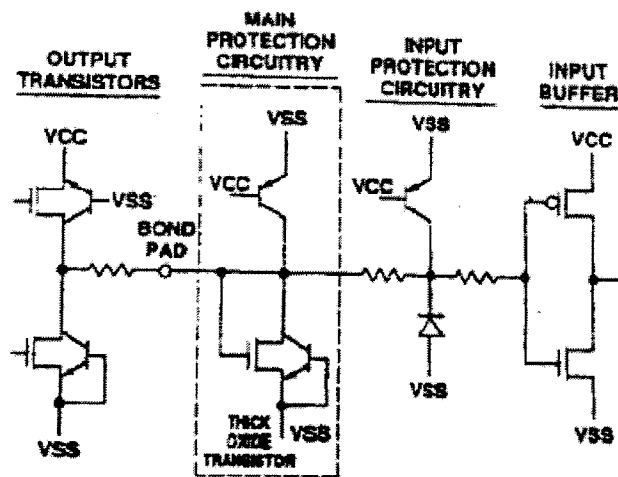 OUTPUT
TRANSISTORS
MAIN
PROTECTION
CIRCUITRY
INPUT
PROTECTION
CIRCUITRY
INPUT
BUFFER
VCC
VSS
BOND
PAD
VSS
VSS
VCC
THICK
OXIDE
TRANSISTOR
VSS
VSS
VCC
VSS
VCC
VSS